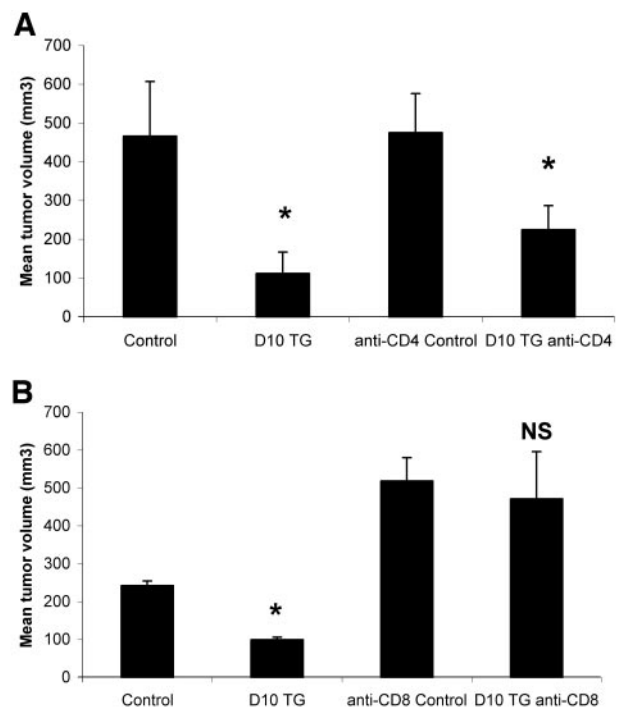 A
Mean tumor volume (mm3)
700
600
500
400
300
200
100
0
*
*
Control
D10 TG
anti-CD4 Control
D10 TG anti-CD4
B
Mean tumor volume (mm3)
700
600
500
400
300
200
100
0
*
NS
Control
D10 TG
anti-CD8 Control
D10 TG anti-CD8